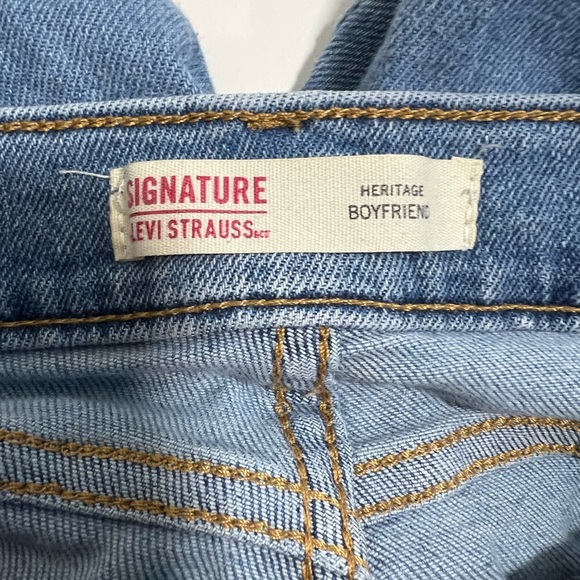 SIGNATURE
LEVI STRAUSS &CO
HERITAGE
BOYFRIEND